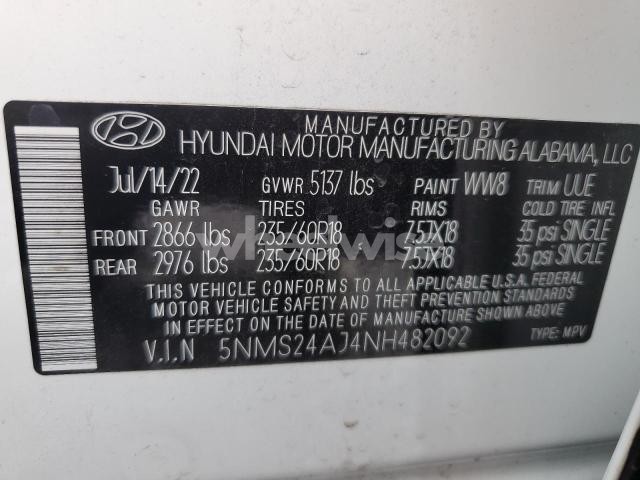 MANUFACTURED BY
HYUNDAI MOTOR MANUFACTURING ALABAMA, LLC
Jul/14/22 GVWR 5137 lbs PAINT WW8 TRIM UUE
GAWR TIRES RIMS COLD TIRE INFL
FRONT 2866 lbs 235/60R18 7.5JX18 35 psi SINGLE
REAR 2976 lbs 235/60R18 7.5JX18 35 psi SINGLE
THIS VEHICLE CONFORMS TO ALL APPLICABLE U.S.A. FEDERAL
MOTOR VEHICLE SAFETY AND THEFT PREVENTION STANDARDS
IN EFFECT ON THE DATE OF MANUFACTURE SHOWN ABOVE
V.I.N 5NMS24AJ4NH482092 TYPE: MPV